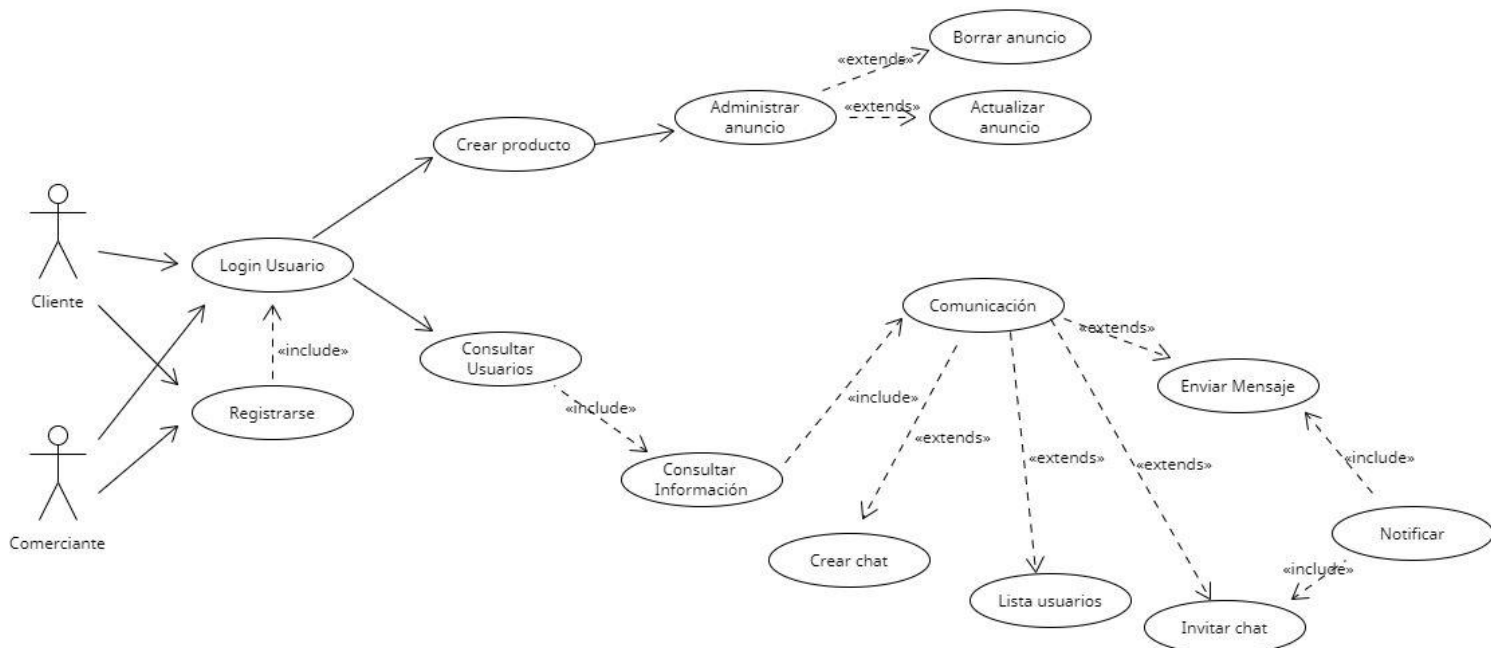 Borrar anuncio
«extends»
Administrar
anuncio
«extends»
Actualizar
anuncio
Crear producto
Cliente
Login Usuario
«include»
Registrarse
Comerciante
Consultar
Usuarios
«include»
Consultar
Información
«include»
Comunicación
«extends»
Enviar Mensaje
«extends»
«extends»
«extends»
«include»
Notificar
«include»
Crear chat
Lista usuarios
Invitar chat